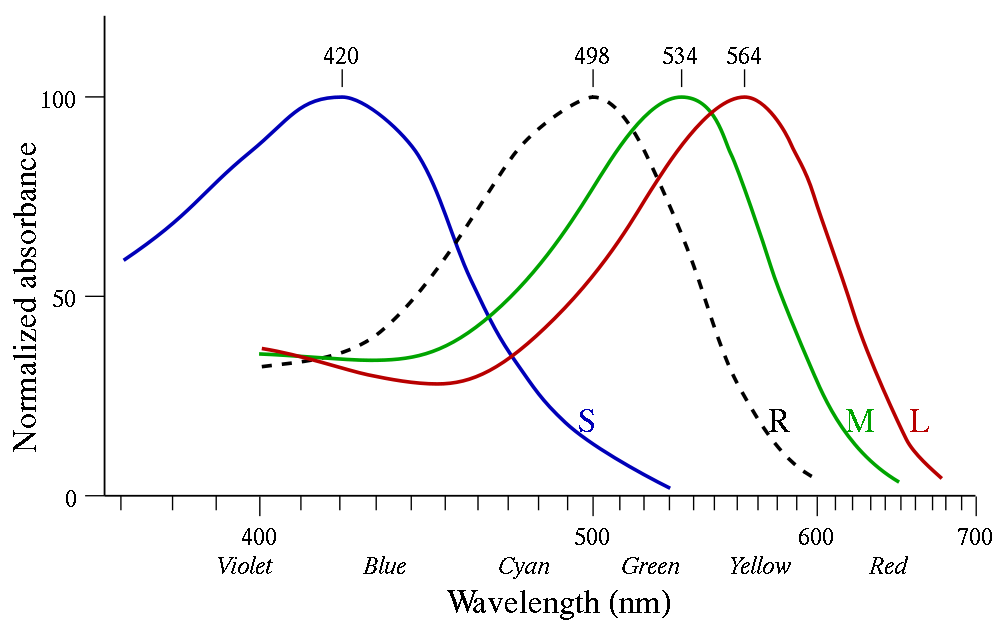 420 498 534 564
100
50
0
Normalized absorbance
S R M L
400 500 600 700
Violet Blue Cyan Green Yellow Red
Wavelength (nm)